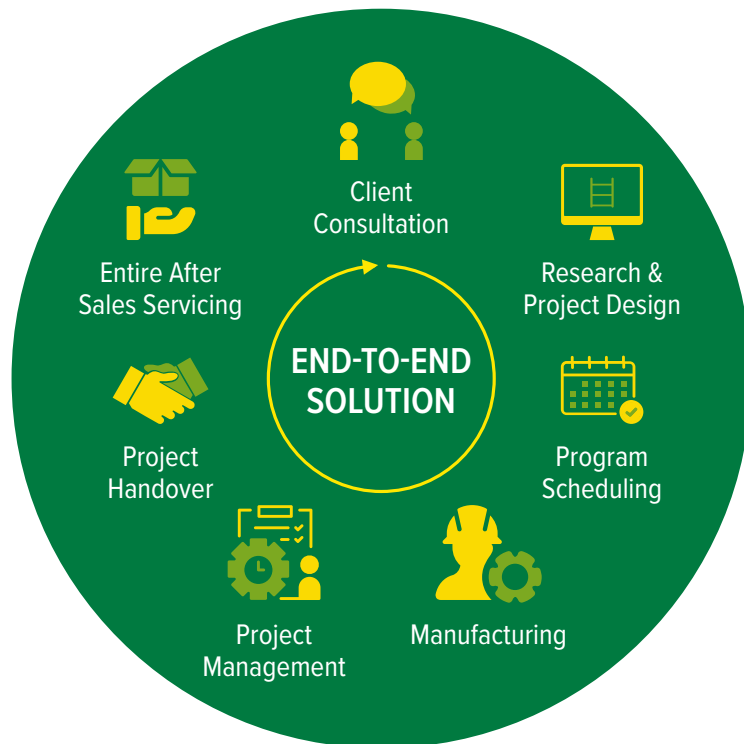 Client
Consultation
Research &
Project Design
Program
Scheduling
Manufacturing
Project
Management
Project
Handover
Entire After
Sales Servicing
END-TO-END
SOLUTION